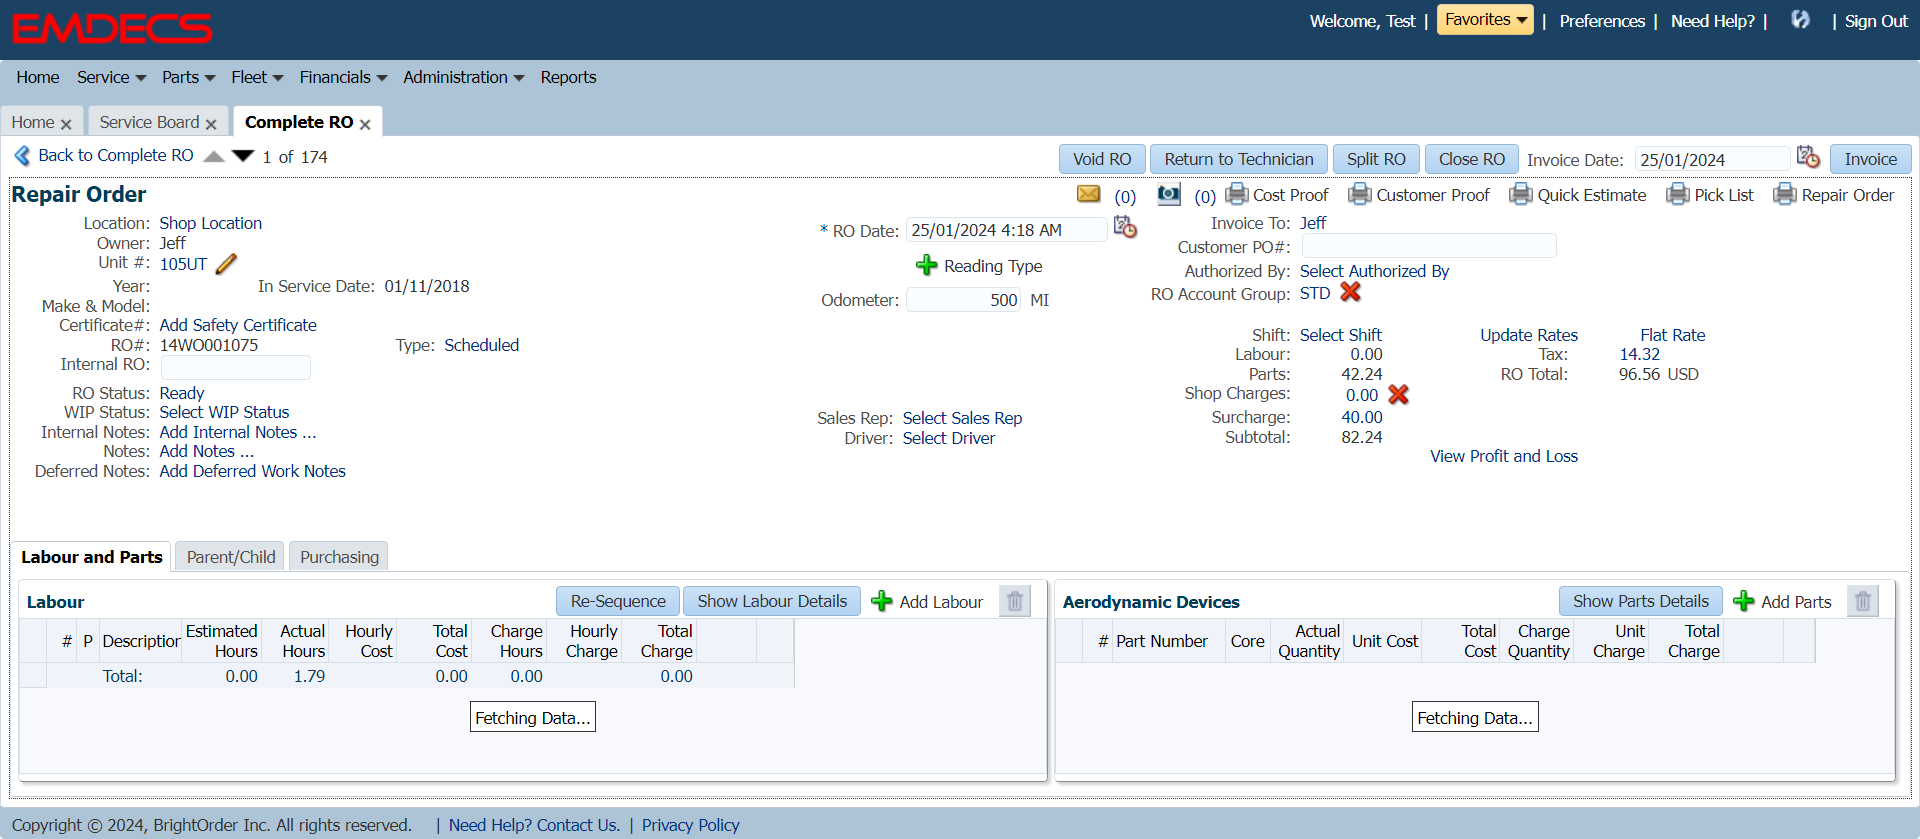 EMDECS
Welcome, Test | Favorites | Preferences | Need Help? | | Sign Out
Home Service Parts Fleet Financials Administration Reports
Home Service Board Complete RO
Back to Complete RO 1 of 174 Void RO Return to Technician Split RO Close RO Invoice Date: 25/01/2024 Invoice
Repair Order (0) (0) Cost Proof Customer Proof Quick Estimate Pick List Repair Order
Location: Shop Location
Owner: Jeff
Unit #: 105UT
Year: In Service Date: 01/11/2018
Make & Model:
Certificate#: Add Safety Certificate
RO#: 14WO001075 Type: Scheduled
Internal RO:
RO Status: Ready
WIP Status: Select WIP Status
Internal Notes: Add Internal Notes ...
Notes: Add Notes ...
Deferred Notes: Add Deferred Work Notes
* RO Date: 25/01/2024 4:18 AM
Reading Type
Odometer: 500 MI
Sales Rep: Select Sales Rep
Driver: Select Driver
Invoice To: Jeff
Customer PO#:
Authorized By: Select Authorized By
RO Account Group: STD
Shift: Select Shift Update Rates Flat Rate
Labour: 0.00 Tax: 14.32
Parts: 42.24 RO Total: 96.56 USD
Shop Charges: 0.00
Surcharge: 40.00
Subtotal: 82.24
View Profit and Loss
Labour and Parts Parent/Child Purchasing
Labour Re-Sequence Show Labour Details Add Labour
# P Description Estimated Hours Actual Hours Hourly Cost Total Cost Charge Hours Hourly Charge Total Charge
Total: 0.00 1.79 0.00 0.00 0.00
Fetching Data...
Aerodynamic Devices Show Parts Details Add Parts
# Part Number Core Actual Quantity Unit Cost Total Cost Charge Quantity Unit Charge Total Charge
Fetching Data...
Copyright © 2024, BrightOrder Inc. All rights reserved. | Need Help? Contact Us. | Privacy Policy